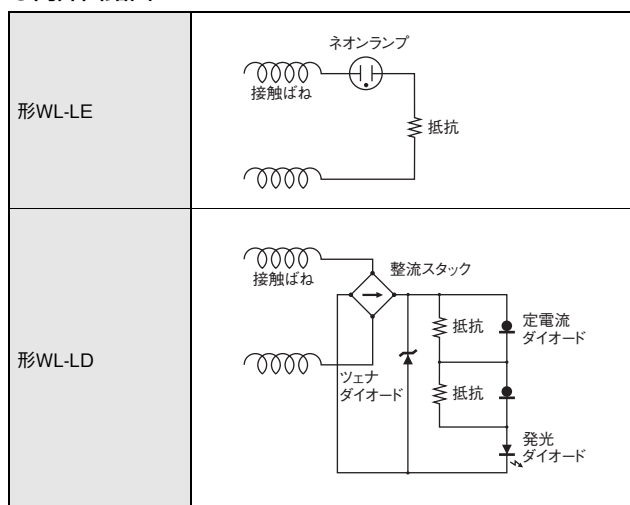 形WL-LE
ネオンランプ
接触ばね
抵抗
形WL-LD
接触ばね
整流スタック
抵抗
定電流
ダイオード
ツェナ
ダイオード
抵抗
発光
ダイオード